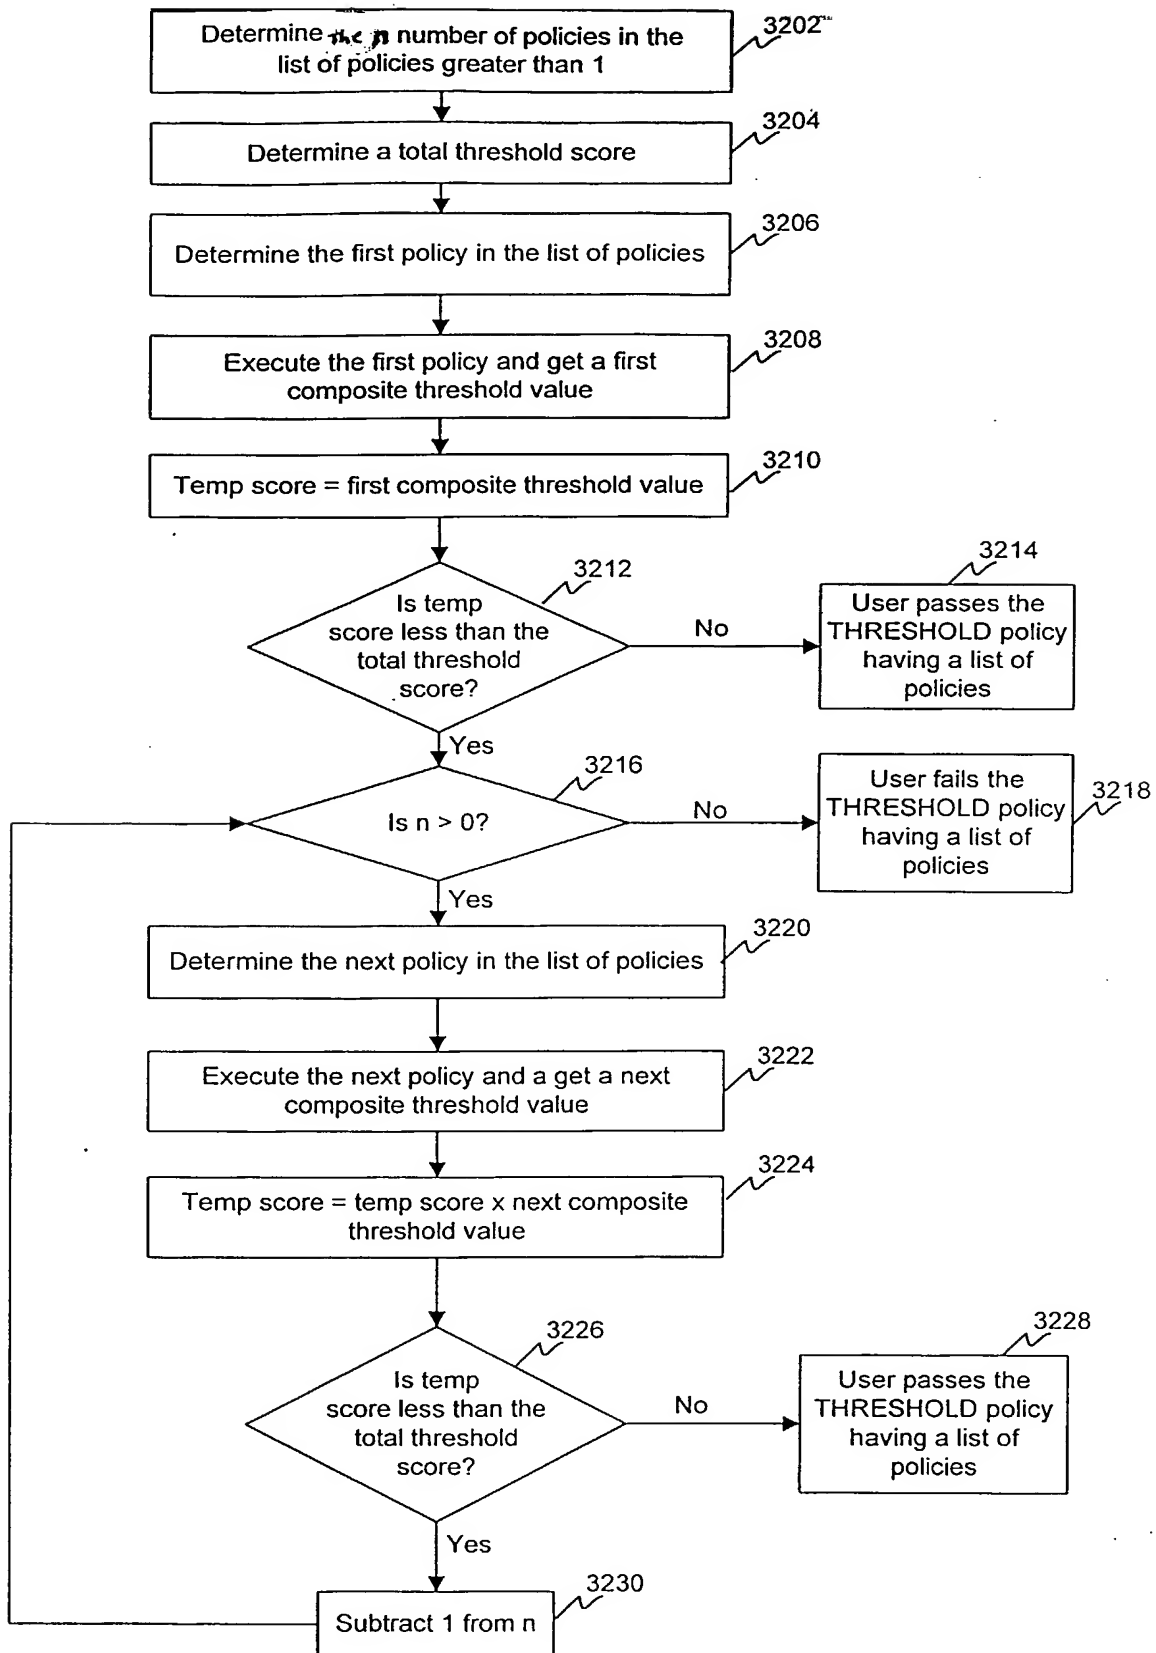 Determine the n number of policies in the
list of policies greater than 1
3202
Determine a total threshold score
3204
Determine the first policy in the list of policies
3206
Execute the first policy and get a first
composite threshold value
3208
Temp score = first composite threshold value
3210
Is temp
score less than the
total threshold
score?
3212
No
User passes the
THRESHOLD policy
having a list of
policies
3214
Yes
Is n > 0?
3216
No
User fails the
THRESHOLD policy
having a list of
policies
3218
Yes
Determine the next policy in the list of policies
3220
Execute the next policy and a get a next
composite threshold value
3222
Temp score = temp score x next composite
threshold value
3224
Is temp
score less than the
total threshold
score?
3226
No
User passes the
THRESHOLD policy
having a list of
policies
3228
Yes
Subtract 1 from n
3230